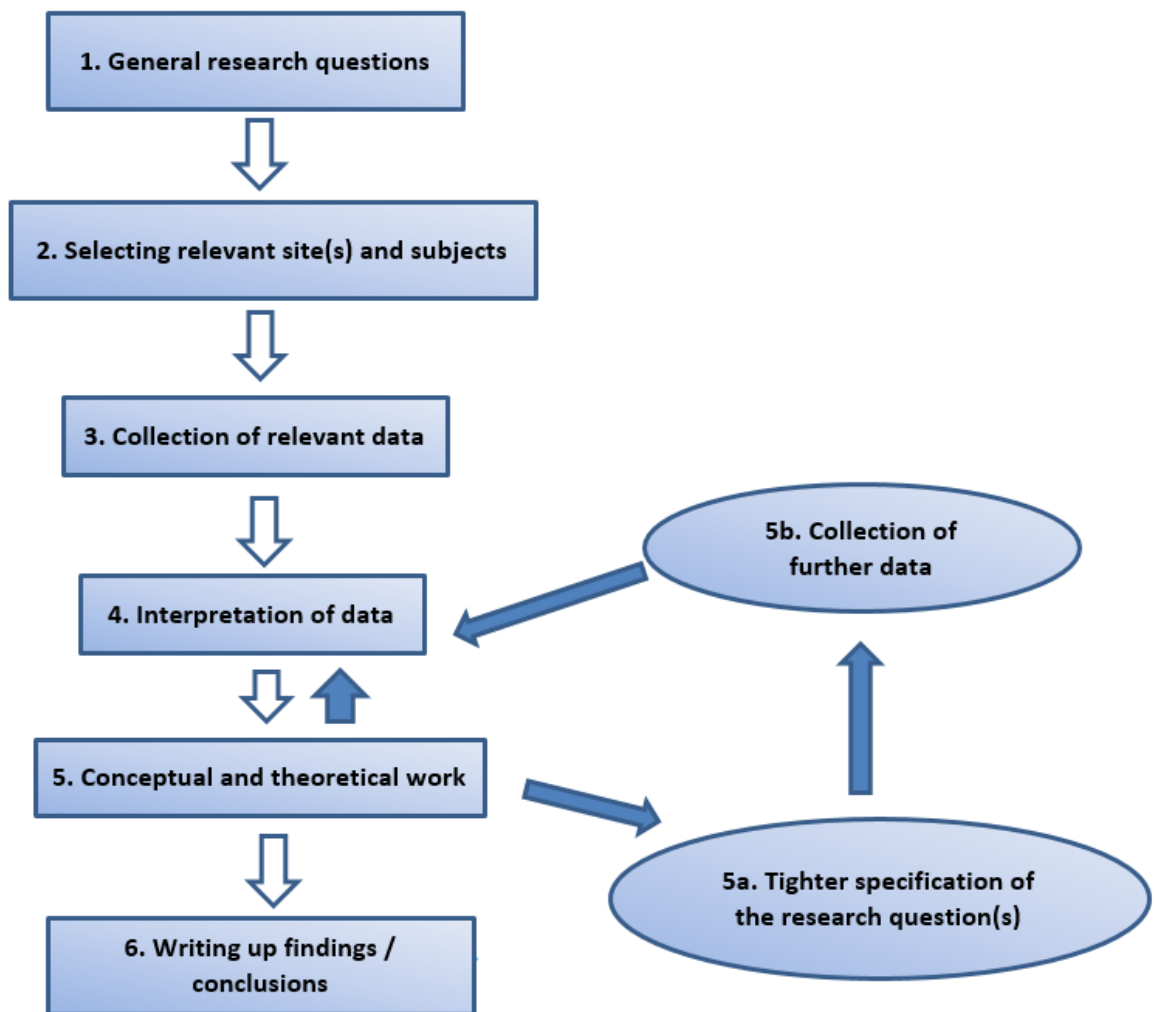 1. General research questions
2. Selecting relevant site(s) and subjects
3. Collection of relevant data
4. Interpretation of data
5. Conceptual and theoretical work
6. Writing up findings /
conclusions
5b. Collection of
further data
5a. Tighter specification of
the research question(s)